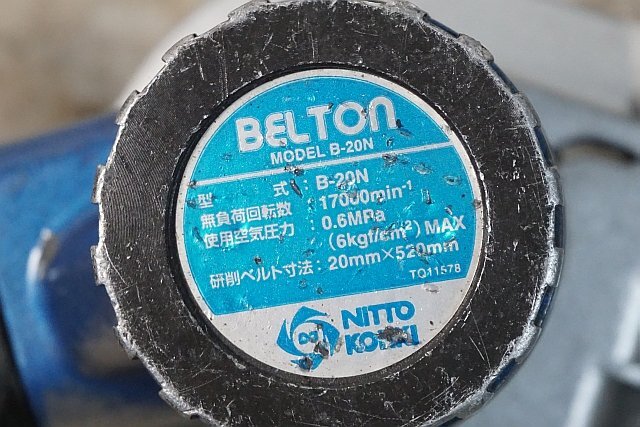 BELTON
MODEL B-20N
型式：B-20N
無負荷回転数：17000min⁻¹
使用空気圧力：0.6MPa
(6kgf/cm²) MAX
研削ベルト寸法：20mm×520mm
TQ11578
NITTO
KOHKI